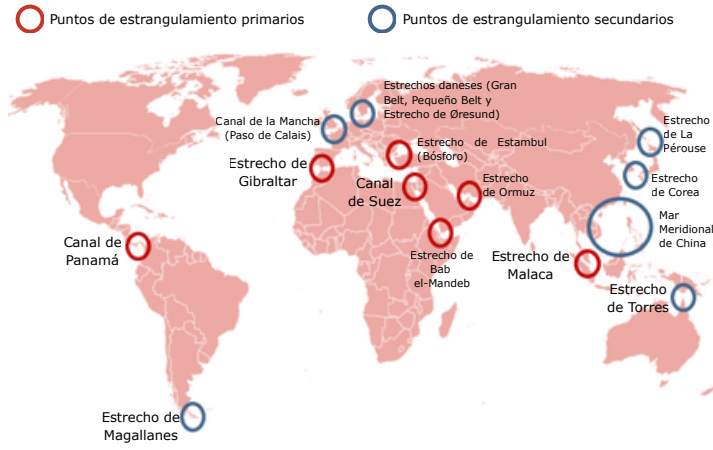 Puntos de estrangulamiento primarios
Puntos de estrangulamiento secundarios
Estrechos daneses (Gran
Belt, Pequeño Belt y
Estrecho de Øresund)
Canal de la Mancha
(Paso de Calais)
Estrecho
de La
Pérouse
Estrecho de Estambul
(Bósforo)
Estrecho de
Gibraltar
Canal
de Suez
Estrecho
de Ormuz
Estrecho
de Corea
Mar
Meridional
de China
Canal de
Panamá
Estrecho de
Bab
el-Mandeb
Estrecho de
Malaca
Estrecho
de Torres
Estrecho de
Magallanes